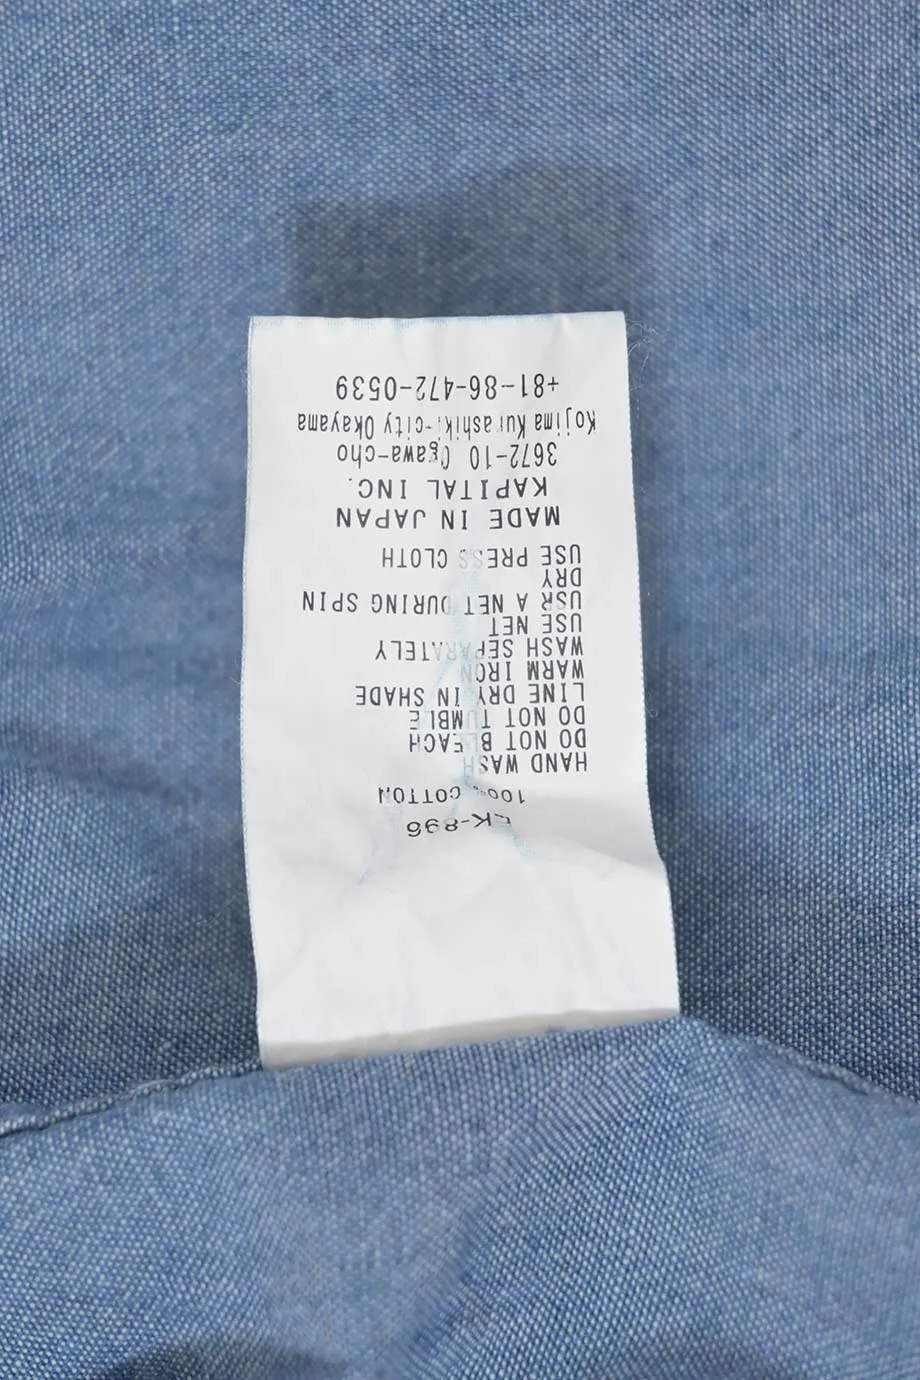 EK-896
100% COTTON
HAND WASH
DO NOT BLEACH
DO NOT TUMBLE
LINE DRY IN SHADE
WARM IRON
WASH SEPARATELY
USE NET
USR A NET DURING SPIN
DRY
USE PRESS CLOTH
MADE IN JAPAN
KAPITAL INC.
3672-10 Ogawa-cho
Kojima Kurashiki-city Okayama
+81-86-472-0539